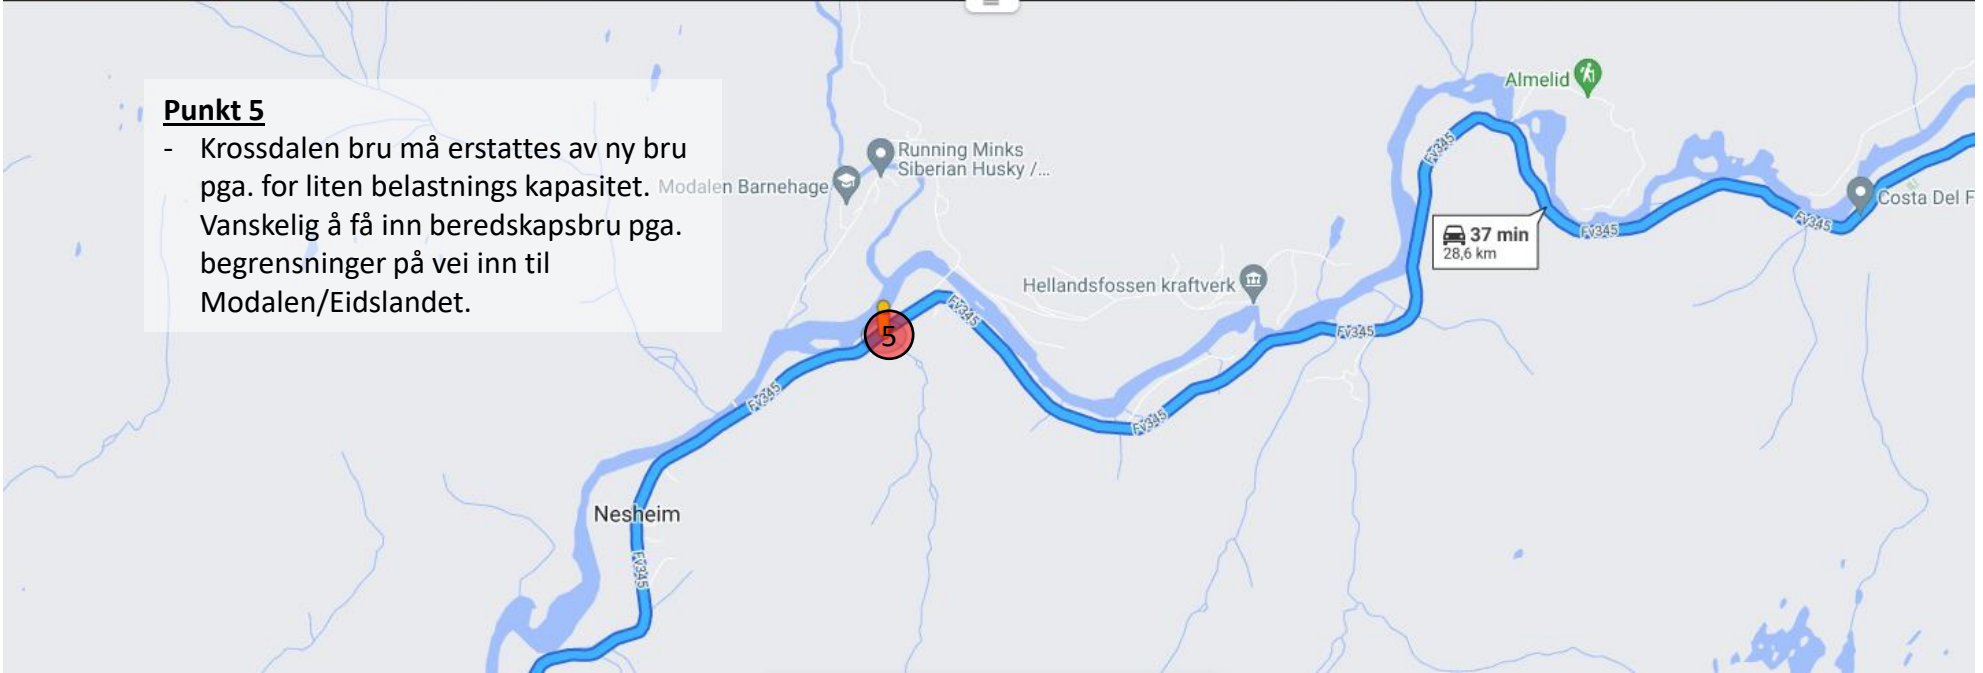 Punkt 5
- Krossdalen bru må erstattes av ny bru
pga. for liten belastnings kapasitet.
Vanskelig å få inn beredskapsbru pga.
begrensninger på vei inn til
Modalen/Eidslandet.
Almelid
Running Minks
Siberian Husky /...
Modalen Barnehage
Costa Del F
37 min
28,6 km
Hellandsfossen kraftverk
5
Nesheim
FV345
FV345
FV345
FV345
FV345
FV345
FV345
FV345